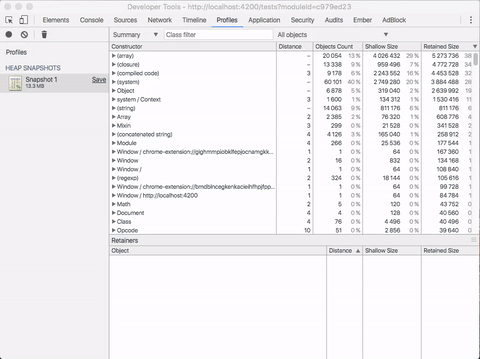 Developer Tools - http://localhost:4200/tests?moduleId=c979ed23
Elements Console Sources Network Timeline Profiles Application Security Audits Ember AdBlock
Summary ▼ Class filter All objects ▼
Profiles
HEAP SNAPSHOTS
Snapshot 1 Save
13.3 MB
Constructor Distance Objects Count Shallow Size Retained Size
(array) – 20 054 13 % 4 026 432 29 % 5 273 736 38
(closure) – 13 338 9 % 959 496 7 % 4 772 728 34
(compiled code) 3 9 178 6 % 2 243 552 16 % 4 453 528 32
(system) – 60 101 40 % 2 749 280 20 % 3 884 488 28
Object – 6 878 5 % 319 040 2 % 2 639 992 19
system / Context 3 1 600 1 % 134 312 1 % 1 530 416 11
(string) – 14 063 9 % 811 176 6 % 811 176 6
Array 2 2 385 2 % 76 320 1 % 608 776 4
Mixin 3 299 0 % 21 528 0 % 341 728 2
(concatenated string) 4 4 126 3 % 165 040 1 % 258 912 2
Module 4 266 0 % 25 536 0 % 177 544 1
Window / 1 64 0 % 167 360 1
Window 2 16 0 % 832 0 % 134 168 1
Window / 1 1 0 % 64 0 % 108 840 1
(regexp) 2 324 0 % 18 144 0 % 105 616 1
Window / 1 1 0 % 64 0 % 99 728 1
Window / http://localhost:4200 1 1 0 % 64 0 % 84 784 1
Math 2 5 0 % 120 0 % 43 752 0
Document 4 4 0 % 128 0 % 40 560 0
Class 4 76 0 % 4 496 0 % 40 496 0
Opcode 10 51 0 % 2 856 0 % 39 640 0
Retainers
Object Distance ▲ Shallow Size Retained Size